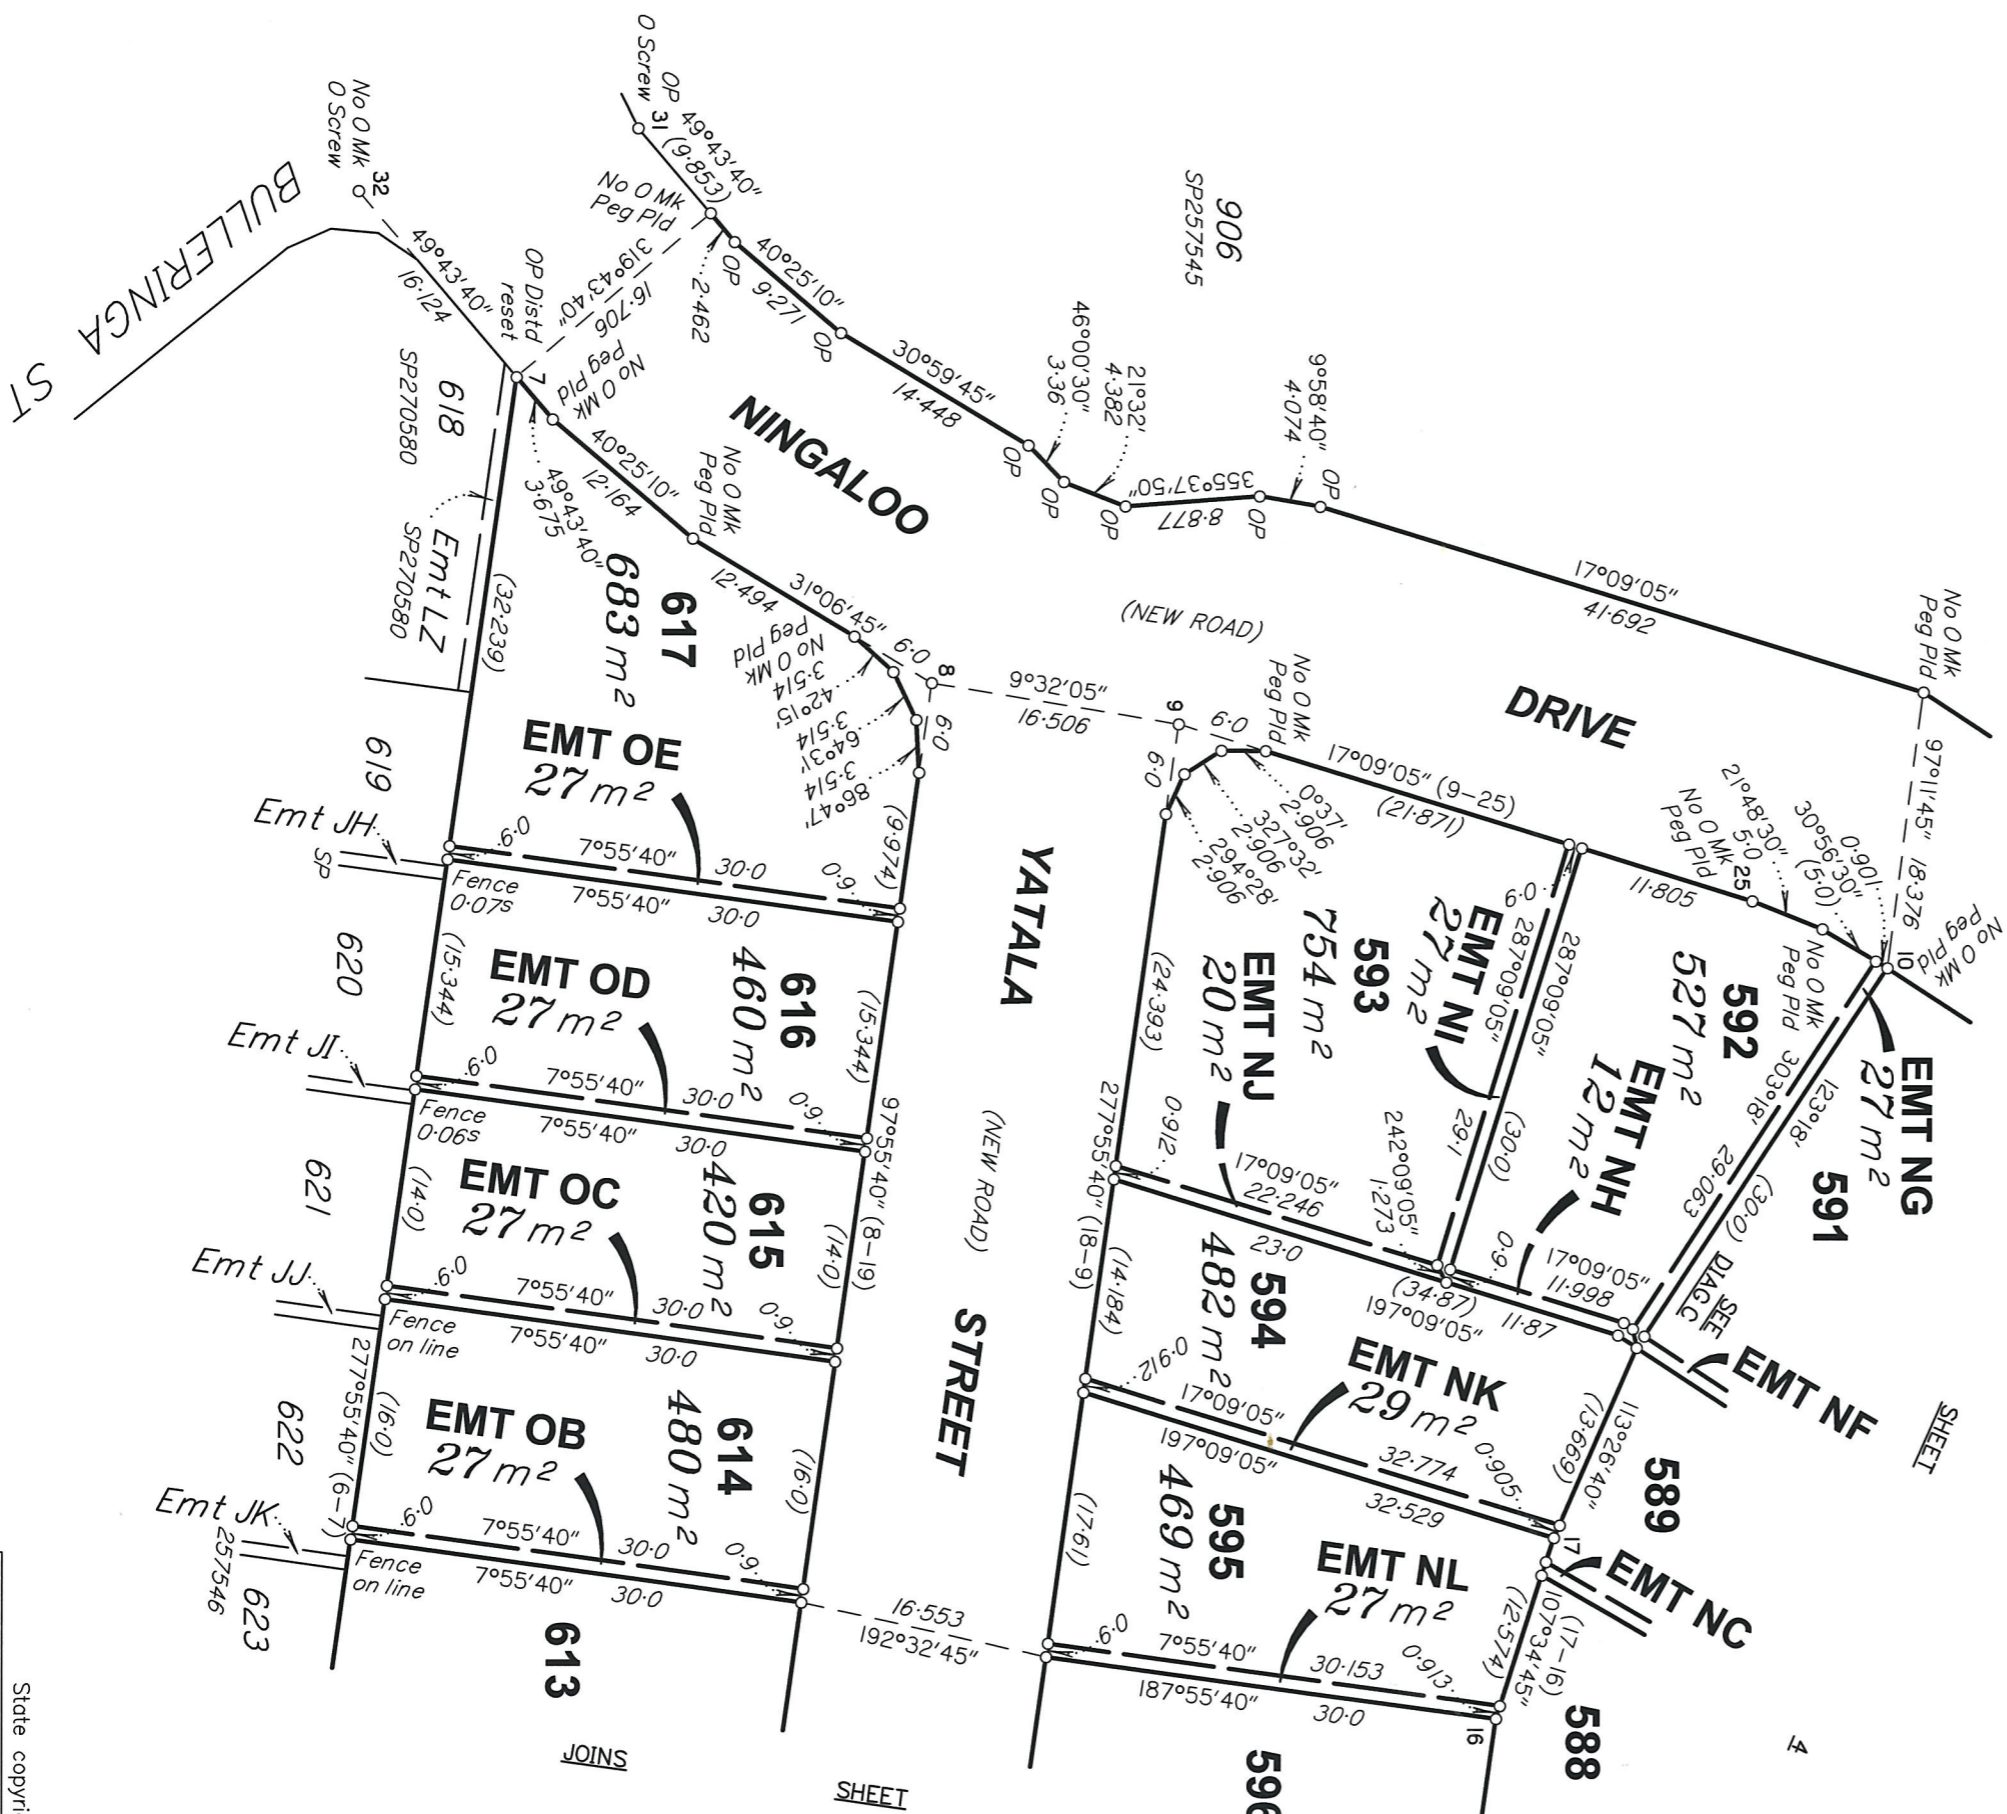 906
SP257545
O Screw
OP
31
49°43'40"
(9·853)
No O Mk
Peg Pld
2·462
OP
40°25'10"
9·271
OP
30°59'45"
14·448
OP
46°00'30"
3·36
OP
21°32'
4·382
OP
355°37'50"
8·877
OP
9°58'40"
4·074
OP
17°09'05"
41·692
No O Mk
Peg Pld
97°11'45" 18·376
No O Mk
Peg Pld
10
No O Mk
O Screw
32
49°43'40"
16·124
BULLERINGA
ST
OP Distd
reset
7
319°43'40"
16·706
No O Mk
Peg Pld
49°43'40"
3·675
40°25'10"
12·164
No O Mk
Peg Pld
31°06'45"
12·494
6·0
8
6·0
No O Mk
Peg Pld
3·514
42°15'
3·514
64°31'
3·514
86°47'
NINGALOO
DRIVE
(NEW ROAD)
9°32'05"
16·506
9
6·0
6·0
No O Mk
Peg Pld
17°09'05" (9–25)
(21·871)
0°37'
2·906
327°32'
2·906
294°28'
2·906
11·805
25
No O Mk
Peg Pld
21°48'30"
5·0
30°56'30"
(5·0)
0·901
No O Mk
Peg Pld
618
SP270580
Emt LZ
SP270580
(32·239)
617
683 m2
(9·974)
EMT OE
27 m2
0·9
7°55'40"
30·0
0·9
7°55'40"
30·0
619
Emt JH
SP
Fence
0·07s
620
(15·344)
616
460 m2
(15·344)
EMT OD
27 m2
0·9
7°55'40"
30·0
0·9
7°55'40"
30·0
Emt JI
Fence
0·06s
621
(14·0)
615
420 m2
(14·0)
97°55'40" (8–19)
EMT OC
27 m2
0·9
7°55'40"
30·0
0·9
7°55'40"
30·0
Emt JJ
Fence
on line
622
277°55'40" (6–7)
(16·0)
614
480 m2
(16·0)
EMT OB
27 m2
0·9
7°55'40"
30·0
0·9
7°55'40"
30·0
Emt JK
257546
623
Fence
on line
613
YATALA
STREET
(NEW ROAD)
16·553
192°32'45"
593
754 m2
(24·393)
EMT NI
27 m2
0·9
287°09'05"
29·1
287°09'05"
(30·0)
EMT NJ
20 m2
0·912
17°09'05"
22·246
242°09'05"
1·273
23·0
277°55'40" (18–9)
592
527 m2
EMT NH
12 m2
0·9
17°09'05"
11·998
(34·87)
197°09'05"
11·87
303°18'
29·063
123°18'
(30·0)
EMT NG
27 m2
591
SEE
DIAG C
EMT NF
594
482 m2
(14·184)
EMT NK
29 m2
0·912
17°09'05"
32·774
0·905
197°09'05"
32·529
113°26'40"
(13·669)
589
17
EMT NC
595
469 m2
(17·61)
EMT NL
27 m2
0·9
7°55'40"
30·153
0·913
187°55'40"
30·0
(12·574)
107°34'45"
(17–16)
16
588
596
SHEET
4
JOINS
SHEET
State copyri